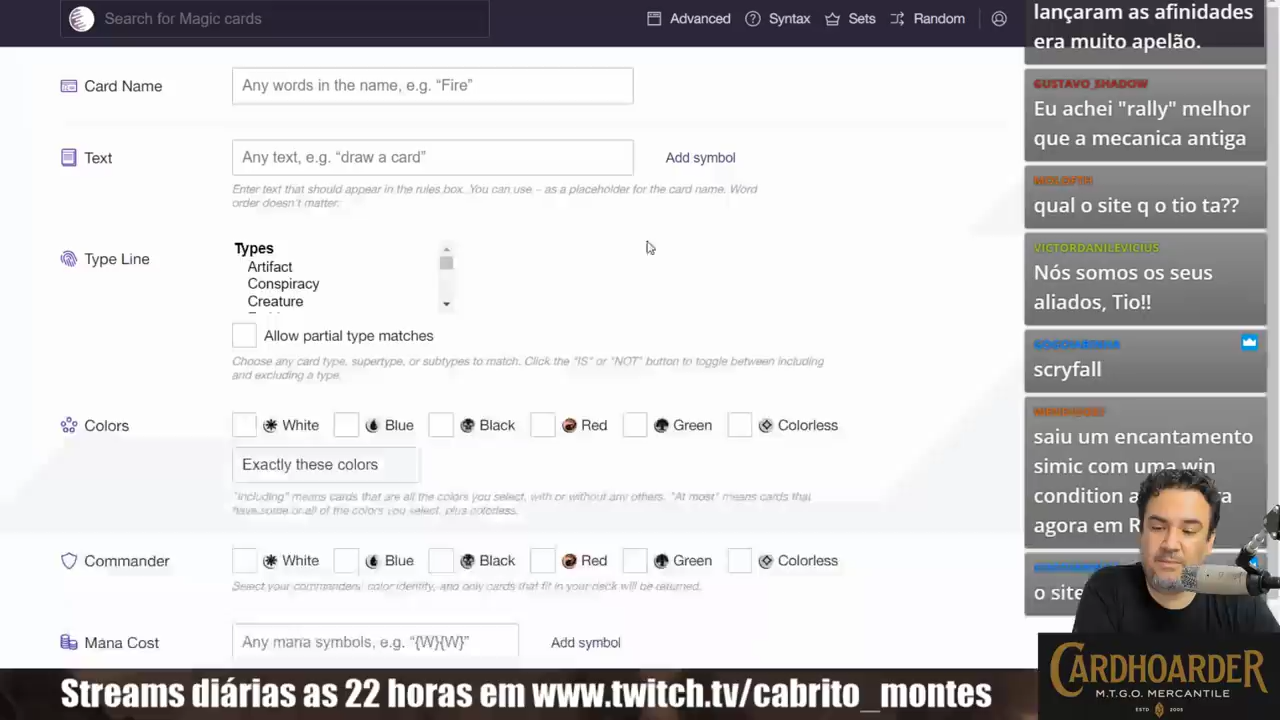 Search for Magic cards
Advanced
Syntax
Sets
Random
Card Name
Any words in the name, e.g. “Fire”
Text
Any text, e.g. “draw a card”
Add symbol
Enter text that should appear in the rules box. You can use ~ as a placeholder for the card name. Word
order doesn’t matter.
Type Line
Types
Artifact
Conspiracy
Creature
Allow partial type matches
Choose any card type, supertype, or subtypes to match. Click the "IS" or "NOT" button to toggle between including
and excluding a type.
Colors
White
Blue
Black
Red
Green
Colorless
Exactly these colors
"Including" means cards that are all the colors you select, with or without any others. "At most" means cards that
have some or all of the colors you select, plus colorless.
Commander
White
Blue
Black
Red
Green
Colorless
Select your commanders’ color identity, and only cards that fit in your deck will be returned.
Mana Cost
Any mana symbols, e.g. “{W}{W}”
Add symbol
lançaram as afinidades
era muito apelão.
GUSTAVO_SHADOW
Eu achei "rally" melhor
que a mecanica antiga
qual o site q o tio ta??
VICTORDANILEVICIUS
Nós somos os seus
aliados, Tio!!
scryfall
saiu um encantamento
simic com uma win
condition
agora em R
o site
CARDHOARDER
M.T.G.O. MERCANTILE
ESTD 2005
Streams diárias as 22 horas em www.twitch.tv/cabrito_montes